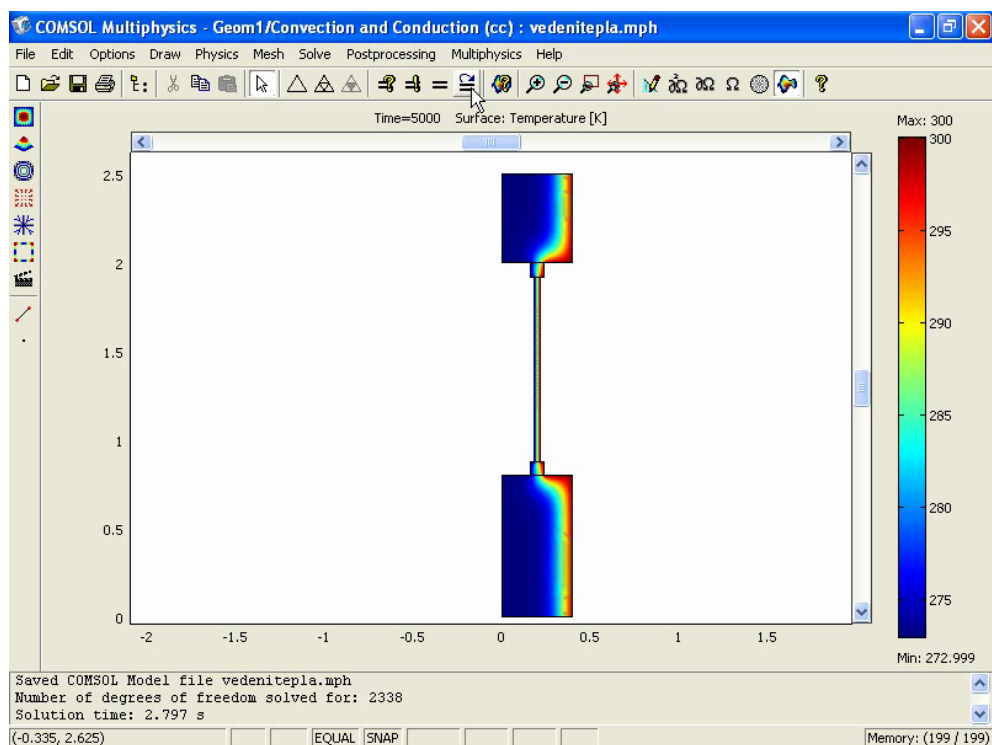 COMSOL Multiphysics - Geom1/Convection and Conduction (cc) : vedenitepla.mph
File Edit Options Draw Physics Mesh Solve Postprocessing Multiphysics Help
Time=5000 Surface: Temperature [K]
Max: 300
300
295
290
285
280
275
Min: 272.999
2.5
2
1.5
1
0.5
0
-2 -1.5 -1 -0.5 0 0.5 1 1.5
Saved COMSOL Model file vedenitepla.mph
Number of degrees of freedom solved for: 2338
Solution time: 2.797 s
(-0.335, 2.625) EQUAL SNAP Memory: (199 / 199)